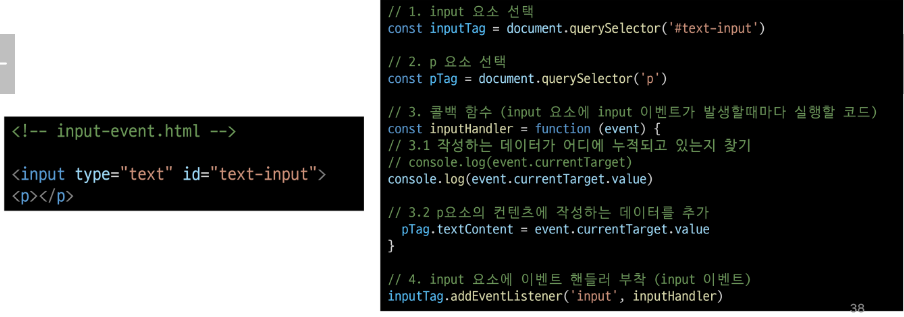 <!-- input-event.html -->
<input type="text" id="text-input">
<p></p>
// 1. input 요소 선택
const inputTag = document.querySelector('#text-input')
// 2. p 요소 선택
const pTag = document.querySelector('p')
// 3. 콜백 함수 (input 요소에 input 이벤트가 발생할때마다 실행할 코드)
const inputHandler = function (event) {
// 3.1 작성하는 데이터가 어디에 누적되고 있는지 찾기
// console.log(event.currentTarget)
console.log(event.currentTarget.value)
// 3.2 p요소의 컨텐츠에 작성하는 데이터를 추가
pTag.textContent = event.currentTarget.value
}
// 4. input 요소에 이벤트 핸들러 부착 (input 이벤트)
inputTag.addEventListener('input', inputHandler)
38